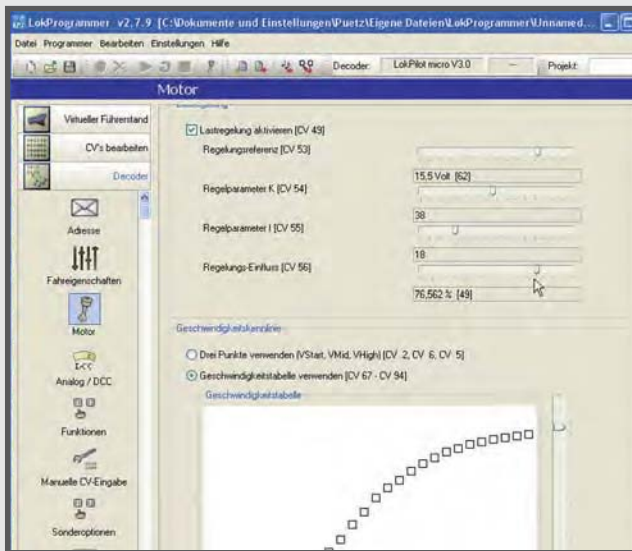 LokProgrammer v2.7.9 [C:\Dokumente und Einstellungen\Puetz\Eigene Dateien\LokProgrammer\Unnamed...
Datei Programmer Bearbeiten Einstellungen Hilfe
Decoder: LokPilot micro V3.0 -- Projekt:
Motor
Virtueller Führerstand
CV's bearbeiten
Decoder
Adresse
Fahreigenschaften
Motor
Analog / DCC
Funktionen
Manuelle CV-Eingabe
Sonderoptionen
Lastregelung aktivieren [CV 49]
Regelungsreferenz [CV 53]
15,5 Volt [62]
Regelparameter K [CV 54]
38
Regelparameter I [CV 55]
18
Regelungs-Einfluss [CV 56]
76,562 % [49]
Geschwindigkeitskennlinie
Drei Punkte verwenden (VStart, VMid, VHigh) [CV 2, CV 6, CV 5]
Geschwindigkeitstabelle verwenden [CV 67 - CV 94]
Geschwindigkeitstabelle